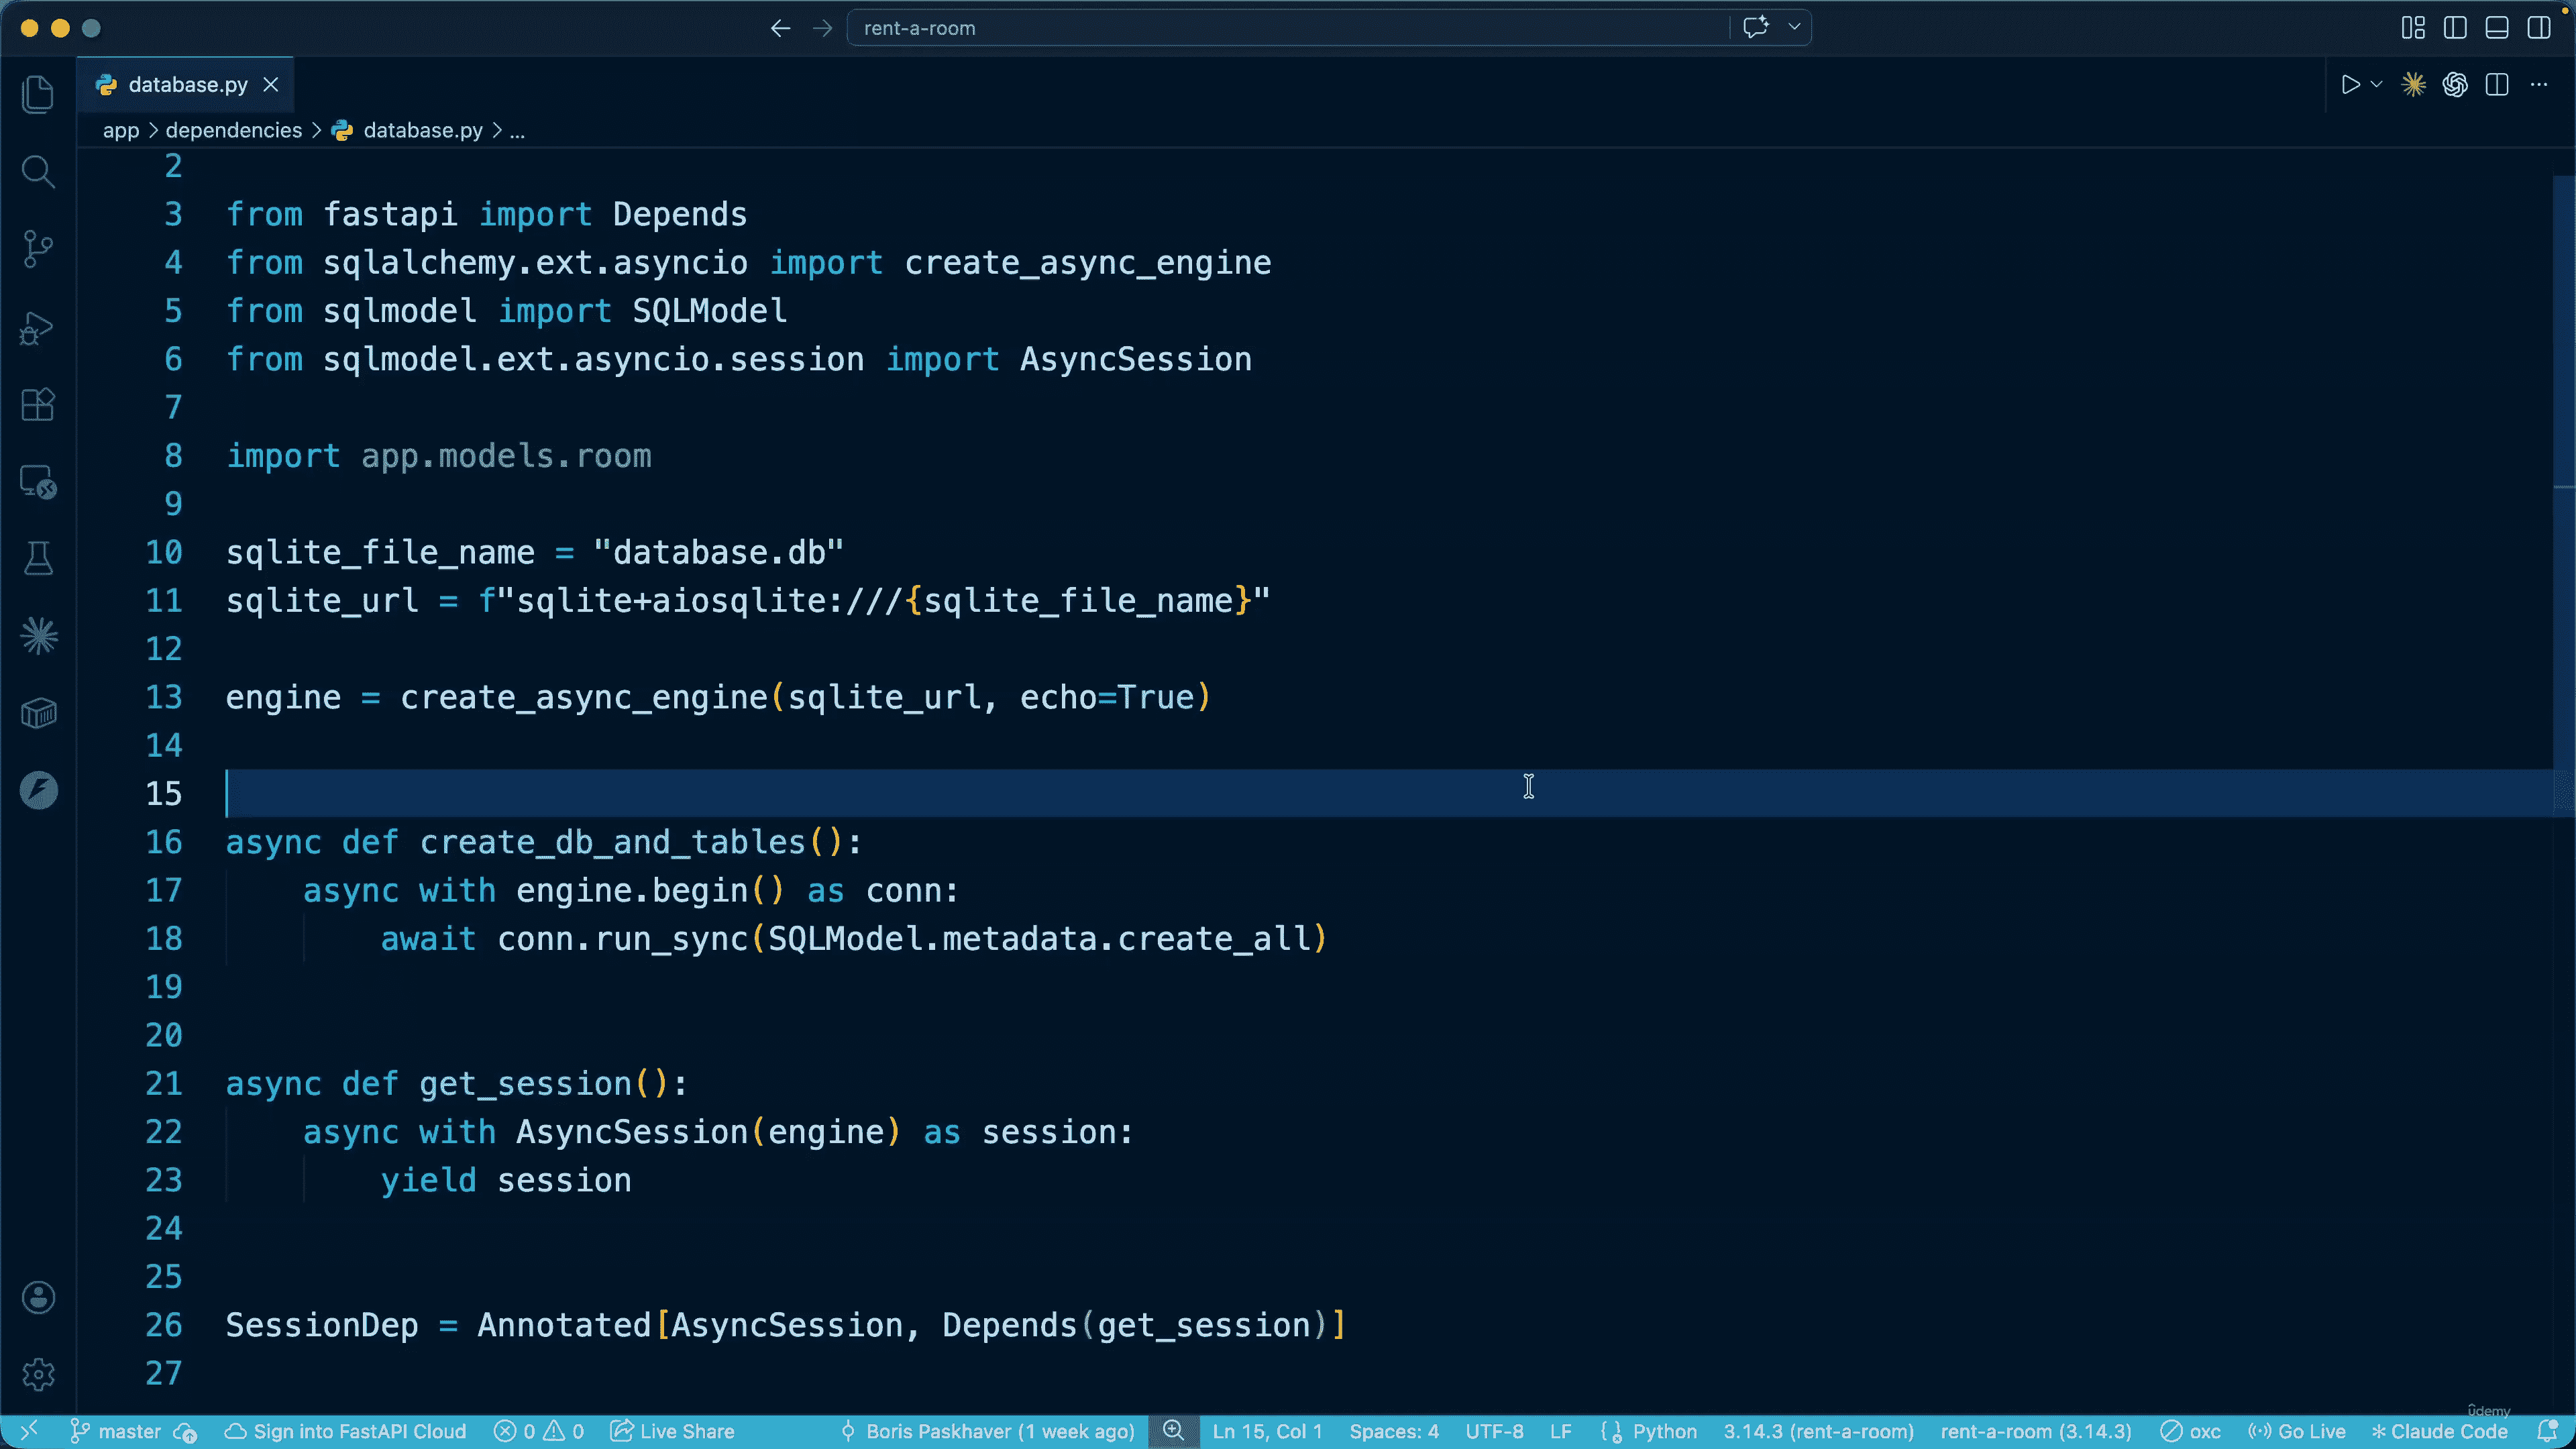 rent-a-room
database.py
app > dependencies > database.py > ...
2
3 from fastapi import Depends
4 from sqlalchemy.ext.asyncio import create_async_engine
5 from sqlmodel import SQLModel
6 from sqlmodel.ext.asyncio.session import AsyncSession
7
8 import app.models.room
9
10 sqlite_file_name = "database.db"
11 sqlite_url = f"sqlite+aiosqlite:///{sqlite_file_name}"
12
13 engine = create_async_engine(sqlite_url, echo=True)
14
15
16 async def create_db_and_tables():
17     async with engine.begin() as conn:
18         await conn.run_sync(SQLModel.metadata.create_all)
19
20
21 async def get_session():
22     async with AsyncSession(engine) as session:
23         yield session
24
25
26 SessionDep = Annotated[AsyncSession, Depends(get_session)]
27
ûdemy
master Sign into FastAPI Cloud 0 0 Live Share Boris Paskhaver (1 week ago) Ln 15, Col 1 Spaces: 4 UTF-8 LF Python 3.14.3 (rent-a-room) rent-a-room (3.14.3) oxc Go Live Claude Code